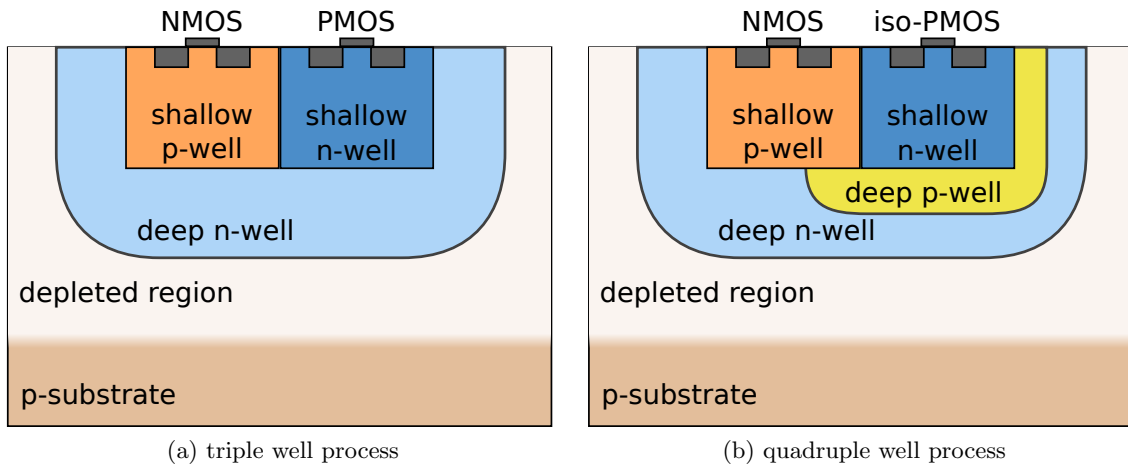 NMOS PMOS
shallow
p-well
shallow
n-well
deep n-well
depleted region
p-substrate
(a) triple well process
NMOS iso-PMOS
shallow
p-well
shallow
n-well
deep p-well
deep n-well
depleted region
p-substrate
(b) quadruple well process